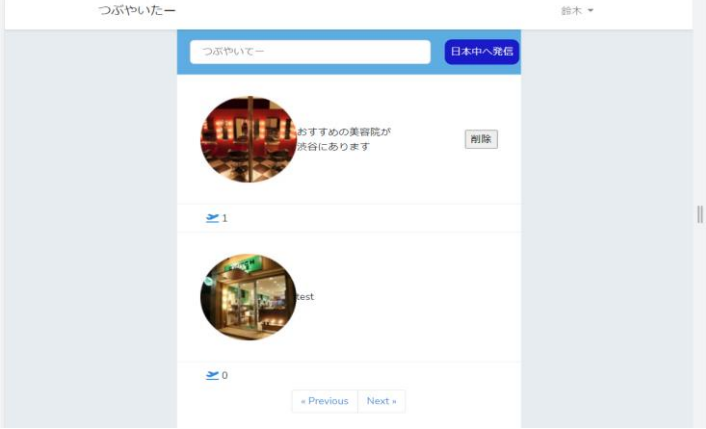 つぶやいたー
鈴木
つぶやいてー
日本中へ発信
おすすめの美容院が
渋谷にあります
削除
1
test
0
« Previous
Next »